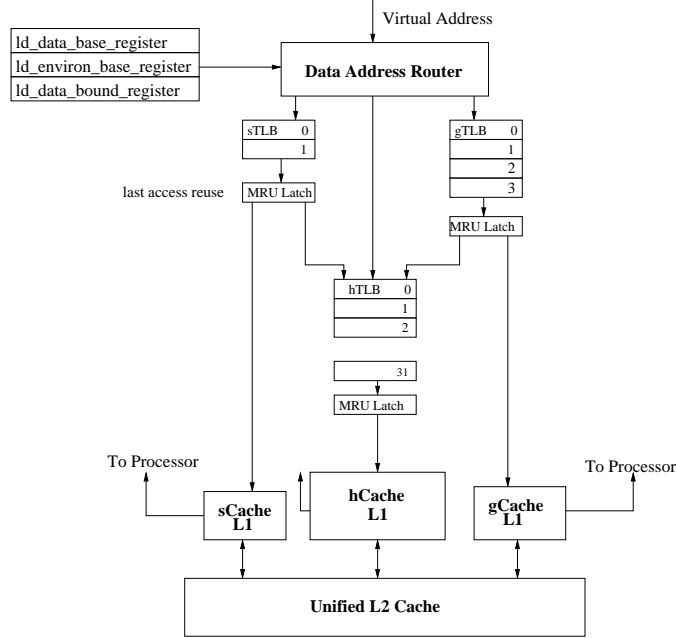 Virtual Address
ld_data_base_register
ld_environ_base_register
ld_data_bound_register
Data Address Router
sTLB 0
1
gTLB 0
1
2
3
last access reuse
MRU Latch
MRU Latch
hTLB 0
1
2
31
MRU Latch
To Processor
To Processor
sCache
L1
hCache
L1
gCache
L1
Unified L2 Cache